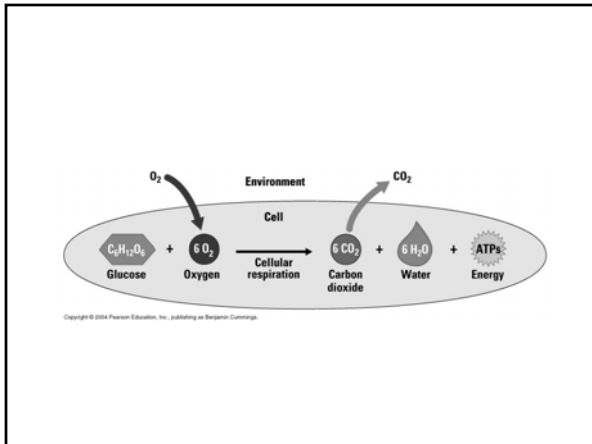 O₂
Environment
CO₂
Cell
C₆H₁₂O₆ + 6 O₂ 6 CO₂ + 6 H₂O + ATPs
Glucose Oxygen Cellular respiration Carbon dioxide Water Energy
Copyright © 2004 Pearson Education, Inc., publishing as Benjamin Cummings.